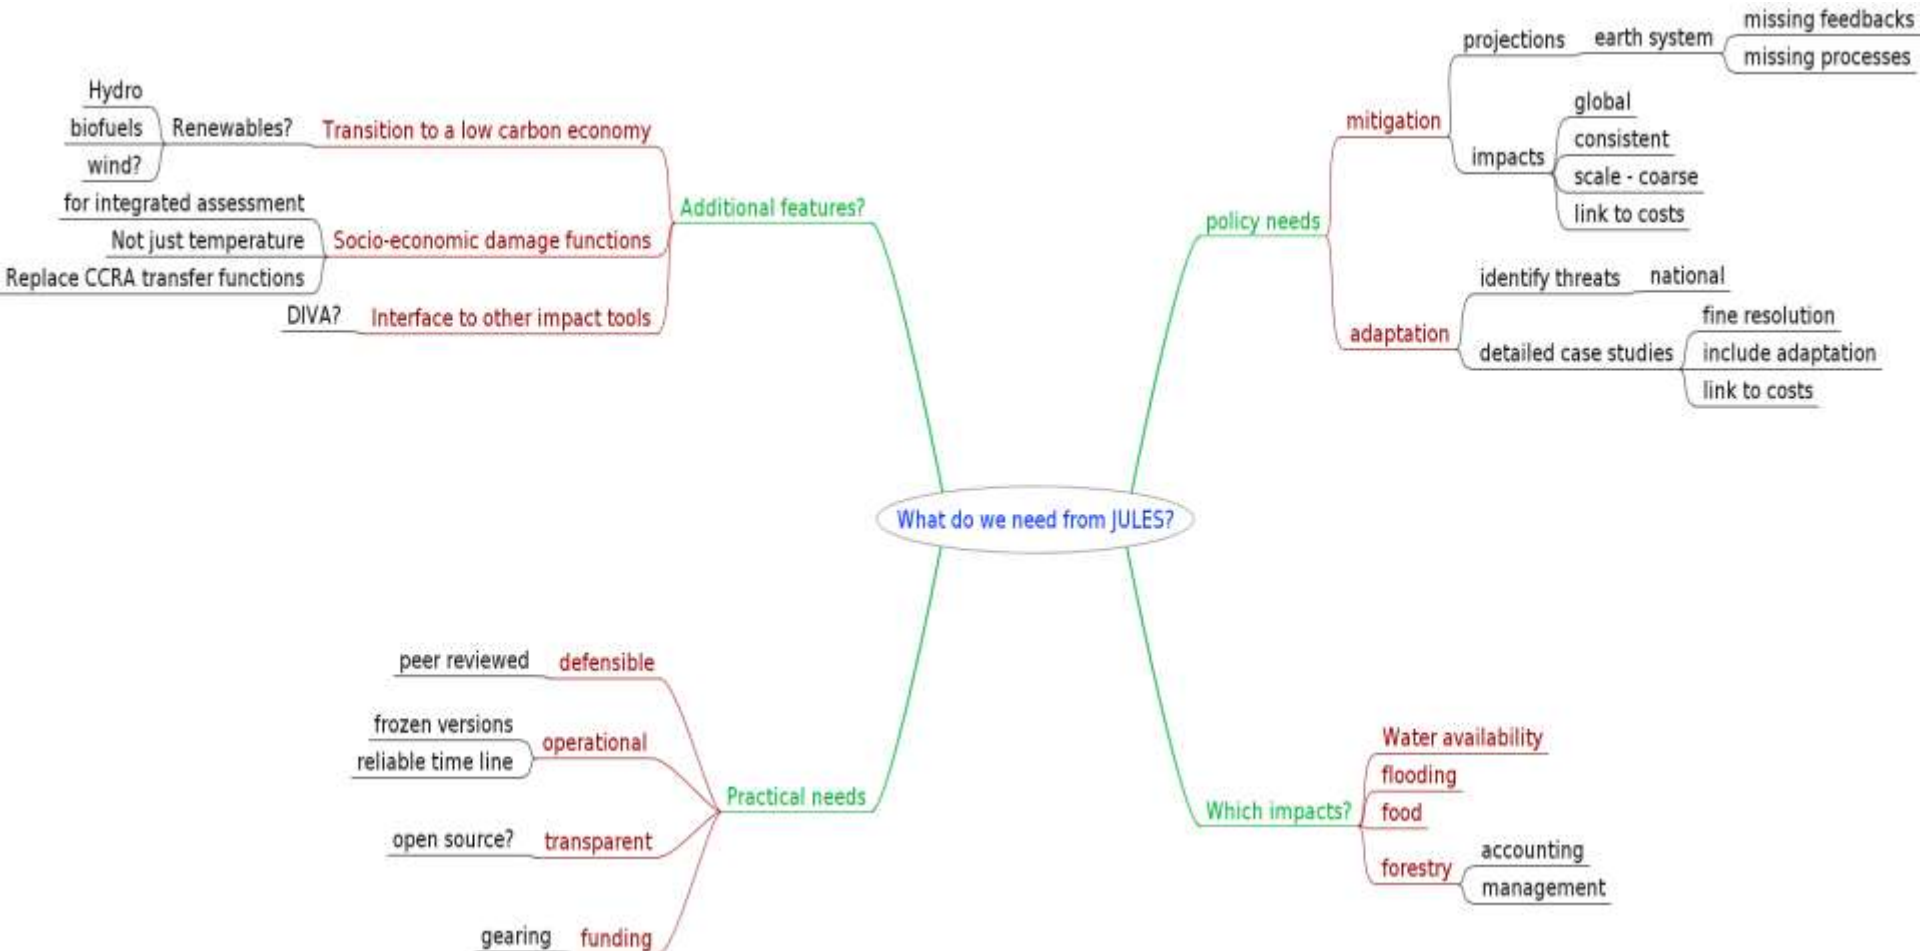 What do we need from JULES?
Additional features?
Transition to a low carbon economy
Renewables?
Hydro
biofuels
wind?
Socio-economic damage functions
for integrated assessment
Not just temperature
Replace CCRA transfer functions
Interface to other impact tools
DIVA?
policy needs
mitigation
projections
earth system
missing feedbacks
missing processes
impacts
global
consistent
scale - coarse
link to costs
adaptation
identify threats
national
detailed case studies
fine resolution
include adaptation
link to costs
Practical needs
defensible
peer reviewed
operational
frozen versions
reliable time line
transparent
open source?
funding
gearing
Which impacts?
Water availability
flooding
food
forestry
accounting
management